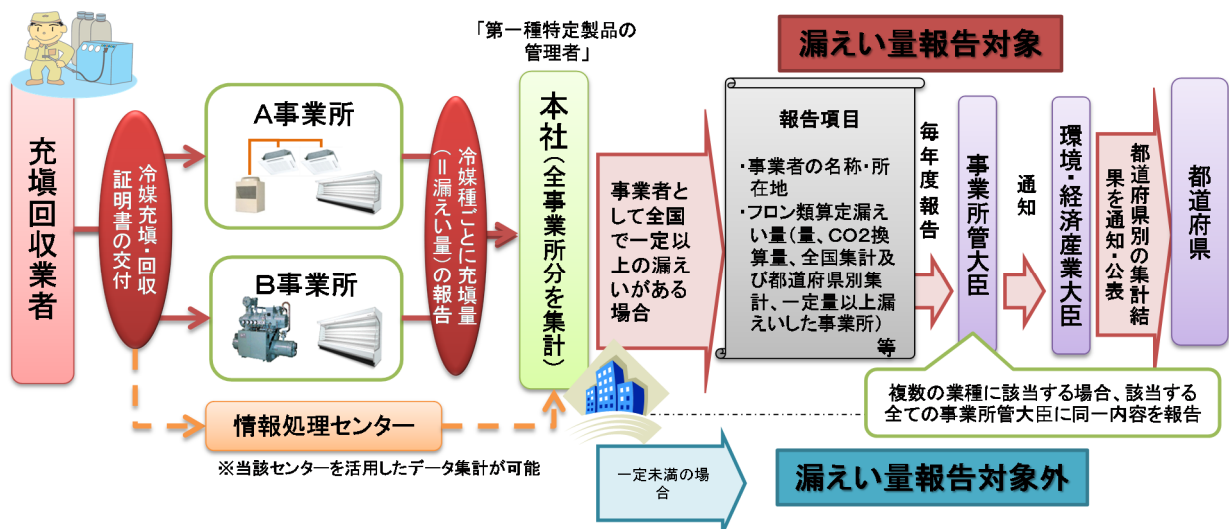 「第一種特定製品の
管理者」
漏えい量報告対象
充填回収業者
冷媒充填・回収
証明書の交付
A事業所
B事業所
冷媒種ごとに充填量
(＝漏えい量)の報告
本社(全事業所分を集計)
事業者と
して全国
で一定以
上の漏え
いがある
場合
報告項目
・事業者の名称・所
在地
・フロン類算定漏え
い量(量、CO2換
算量、全国集計及
び都道府県別集
計、一定量以上漏
えいした事業所)
等
毎年度報告
事業所管大臣
通知
環境・経済産業大臣
都道府県別の集計結
果を通知・公表
都道府県
複数の業種に該当する場合、該当する
全ての事業所管大臣に同一内容を報告
情報処理センター
※当該センターを活用したデータ集計が可能
一定未満の場
合
漏えい量報告対象外